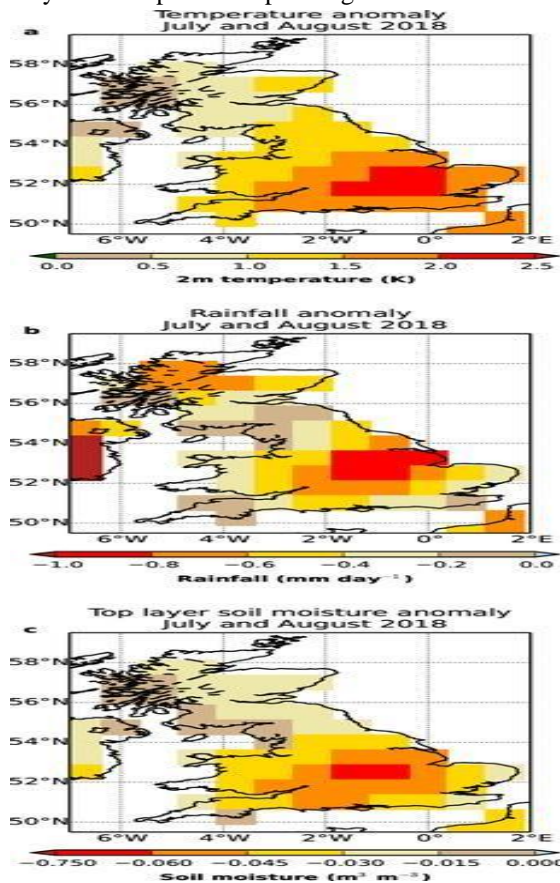 Temperature anomaly
July and August 2018
a
58°N
56°N
54°N
52°N
50°N
6°W 4°W 0° 2°E
0.0 0.5 1.0 1.5 2.0 2.5
2m temperature (K)
Rainfall anomaly
July and August 2018
b
58°N
56°N
54°N
52°N
50°N
6°W 4°W 0° 2°E
−1.0 −0.8 −0.6 −0.4 −0.2 0.0
Rainfall (mm day⁻¹)
Top layer soil moisture anomaly
July and August 2018
c
58°N
56°N
54°N
52°N
50°N
6°W 4°W 0° 2°E
−0.750 −0.060 −0.045 −0.030 −0.015 0.000
Soil moisture (m³ m⁻³)